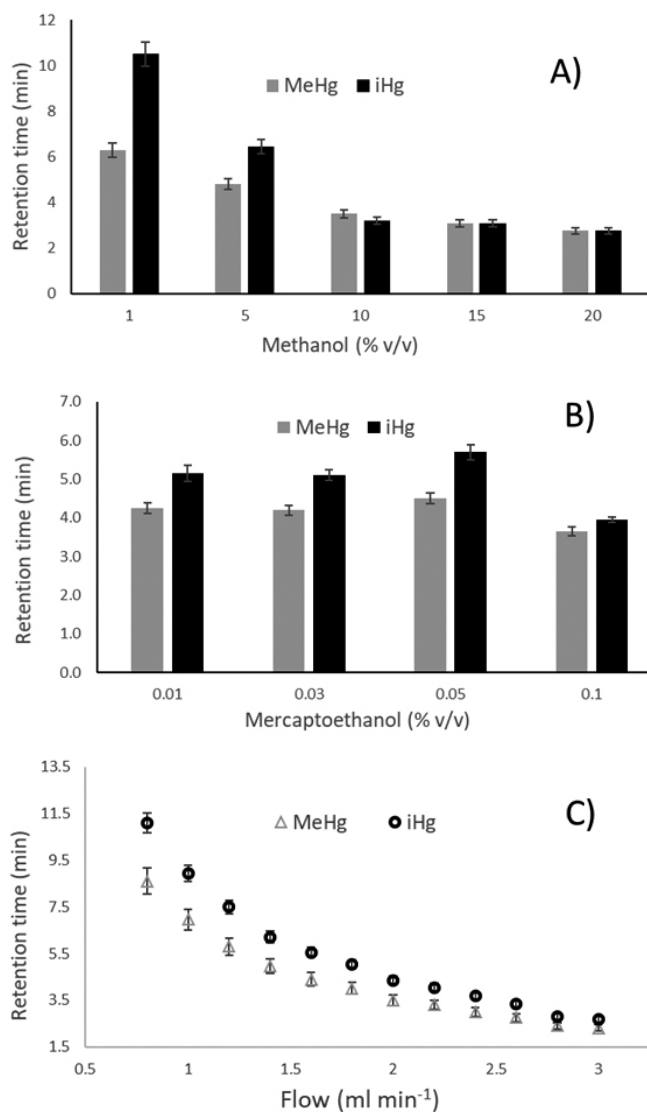 12
10
8
6
4
2
0
Retention time (min)
A)
MeHg iHg
1 5 10 15 20
Methanol (% v/v)
7.0
6.0
5.0
4.0
3.0
2.0
1.0
0.0
Retention time (min)
B)
MeHg iHg
0.01 0.03 0.05 0.1
Mercaptoethanol (% v/v)
13.5
11.5
9.5
7.5
5.5
3.5
1.5
Retention time (min)
C)
MeHg iHg
0.5 1 1.5 2 2.5 3
Flow (ml min⁻¹)